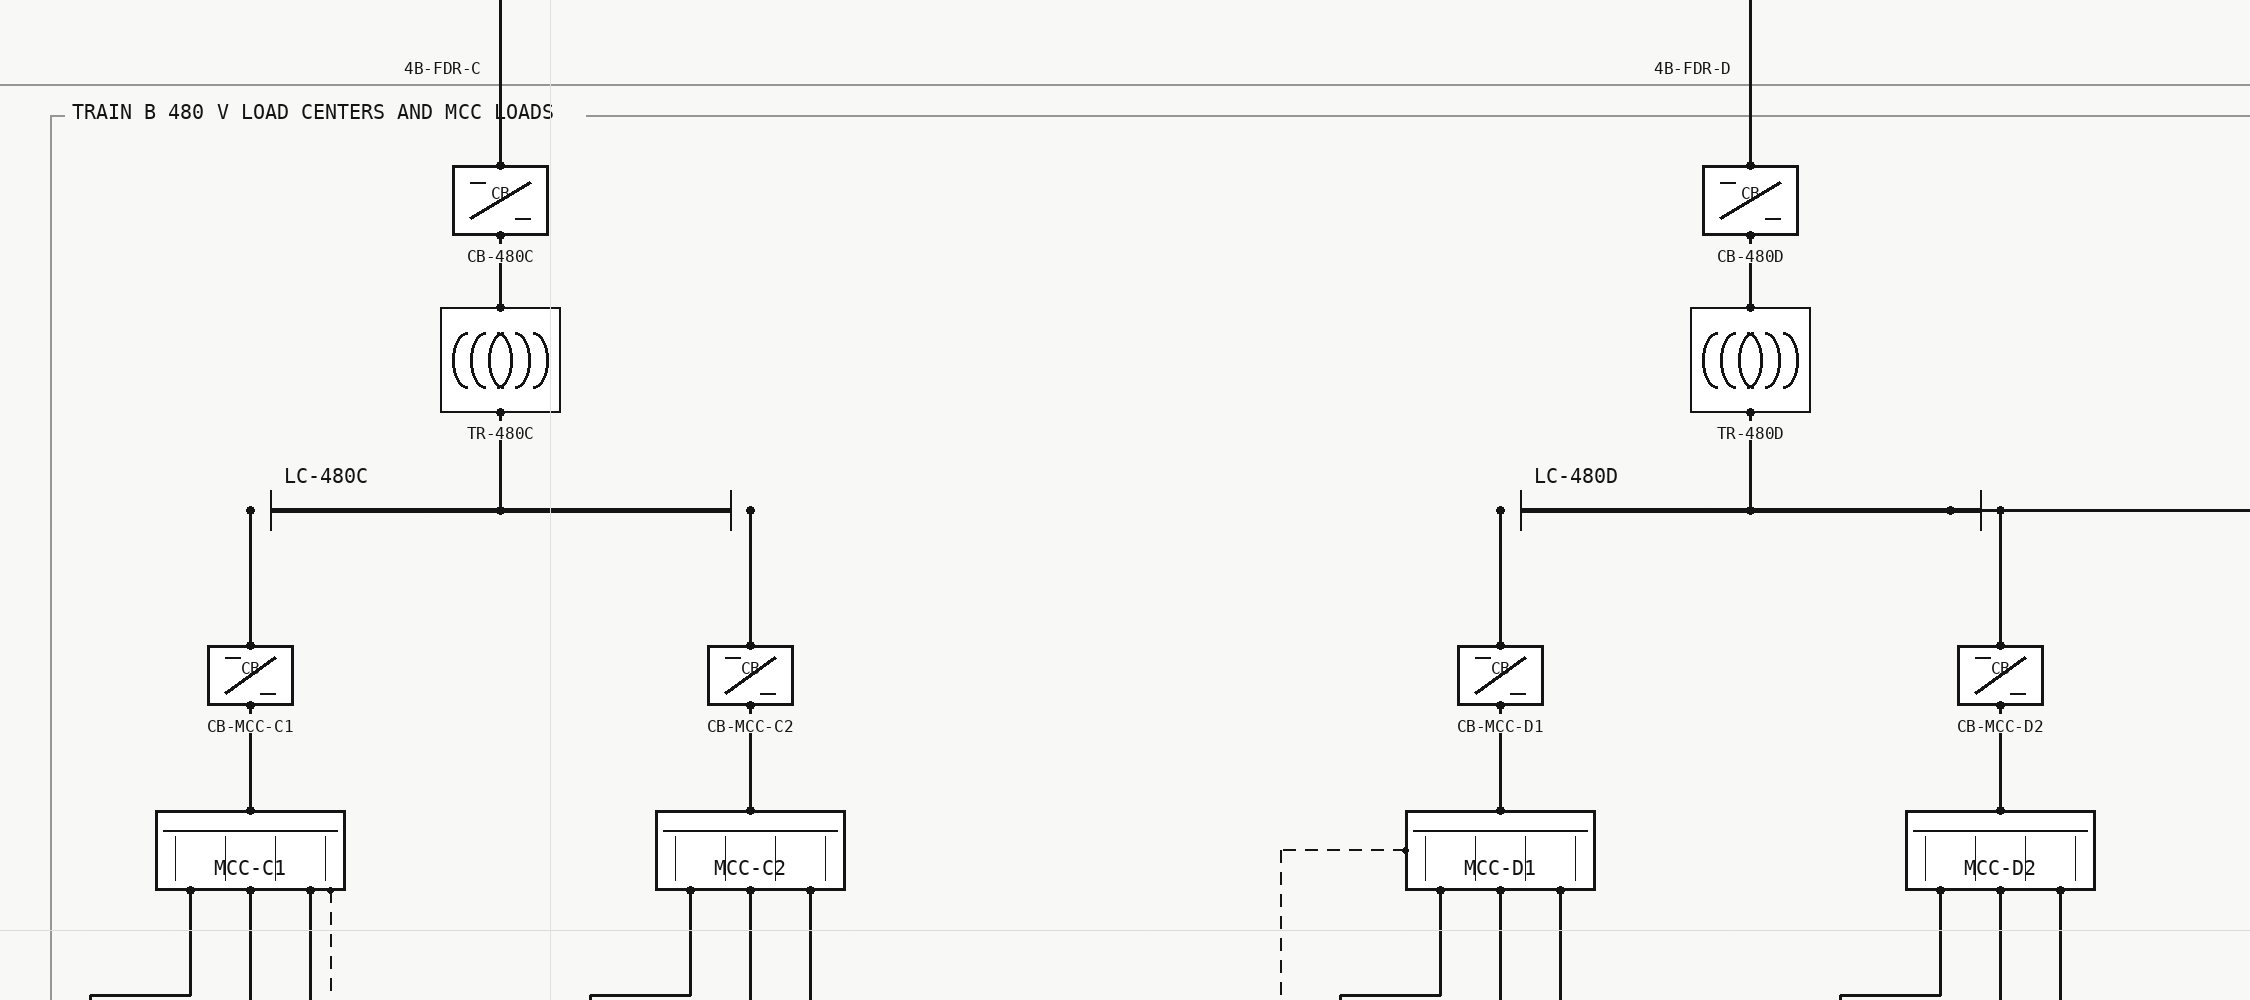 4B-FDR-C
4B-FDR-D
TRAIN B 480 V LOAD CENTERS AND MCC LOADS
CB
CB
CB-480C
CB-480D
TR-480C
TR-480D
LC-480C
LC-480D
CB
CB
CB
CB
CB-MCC-C1
CB-MCC-C2
CB-MCC-D1
CB-MCC-D2
MCC-C1
MCC-C2
MCC-D1
MCC-D2